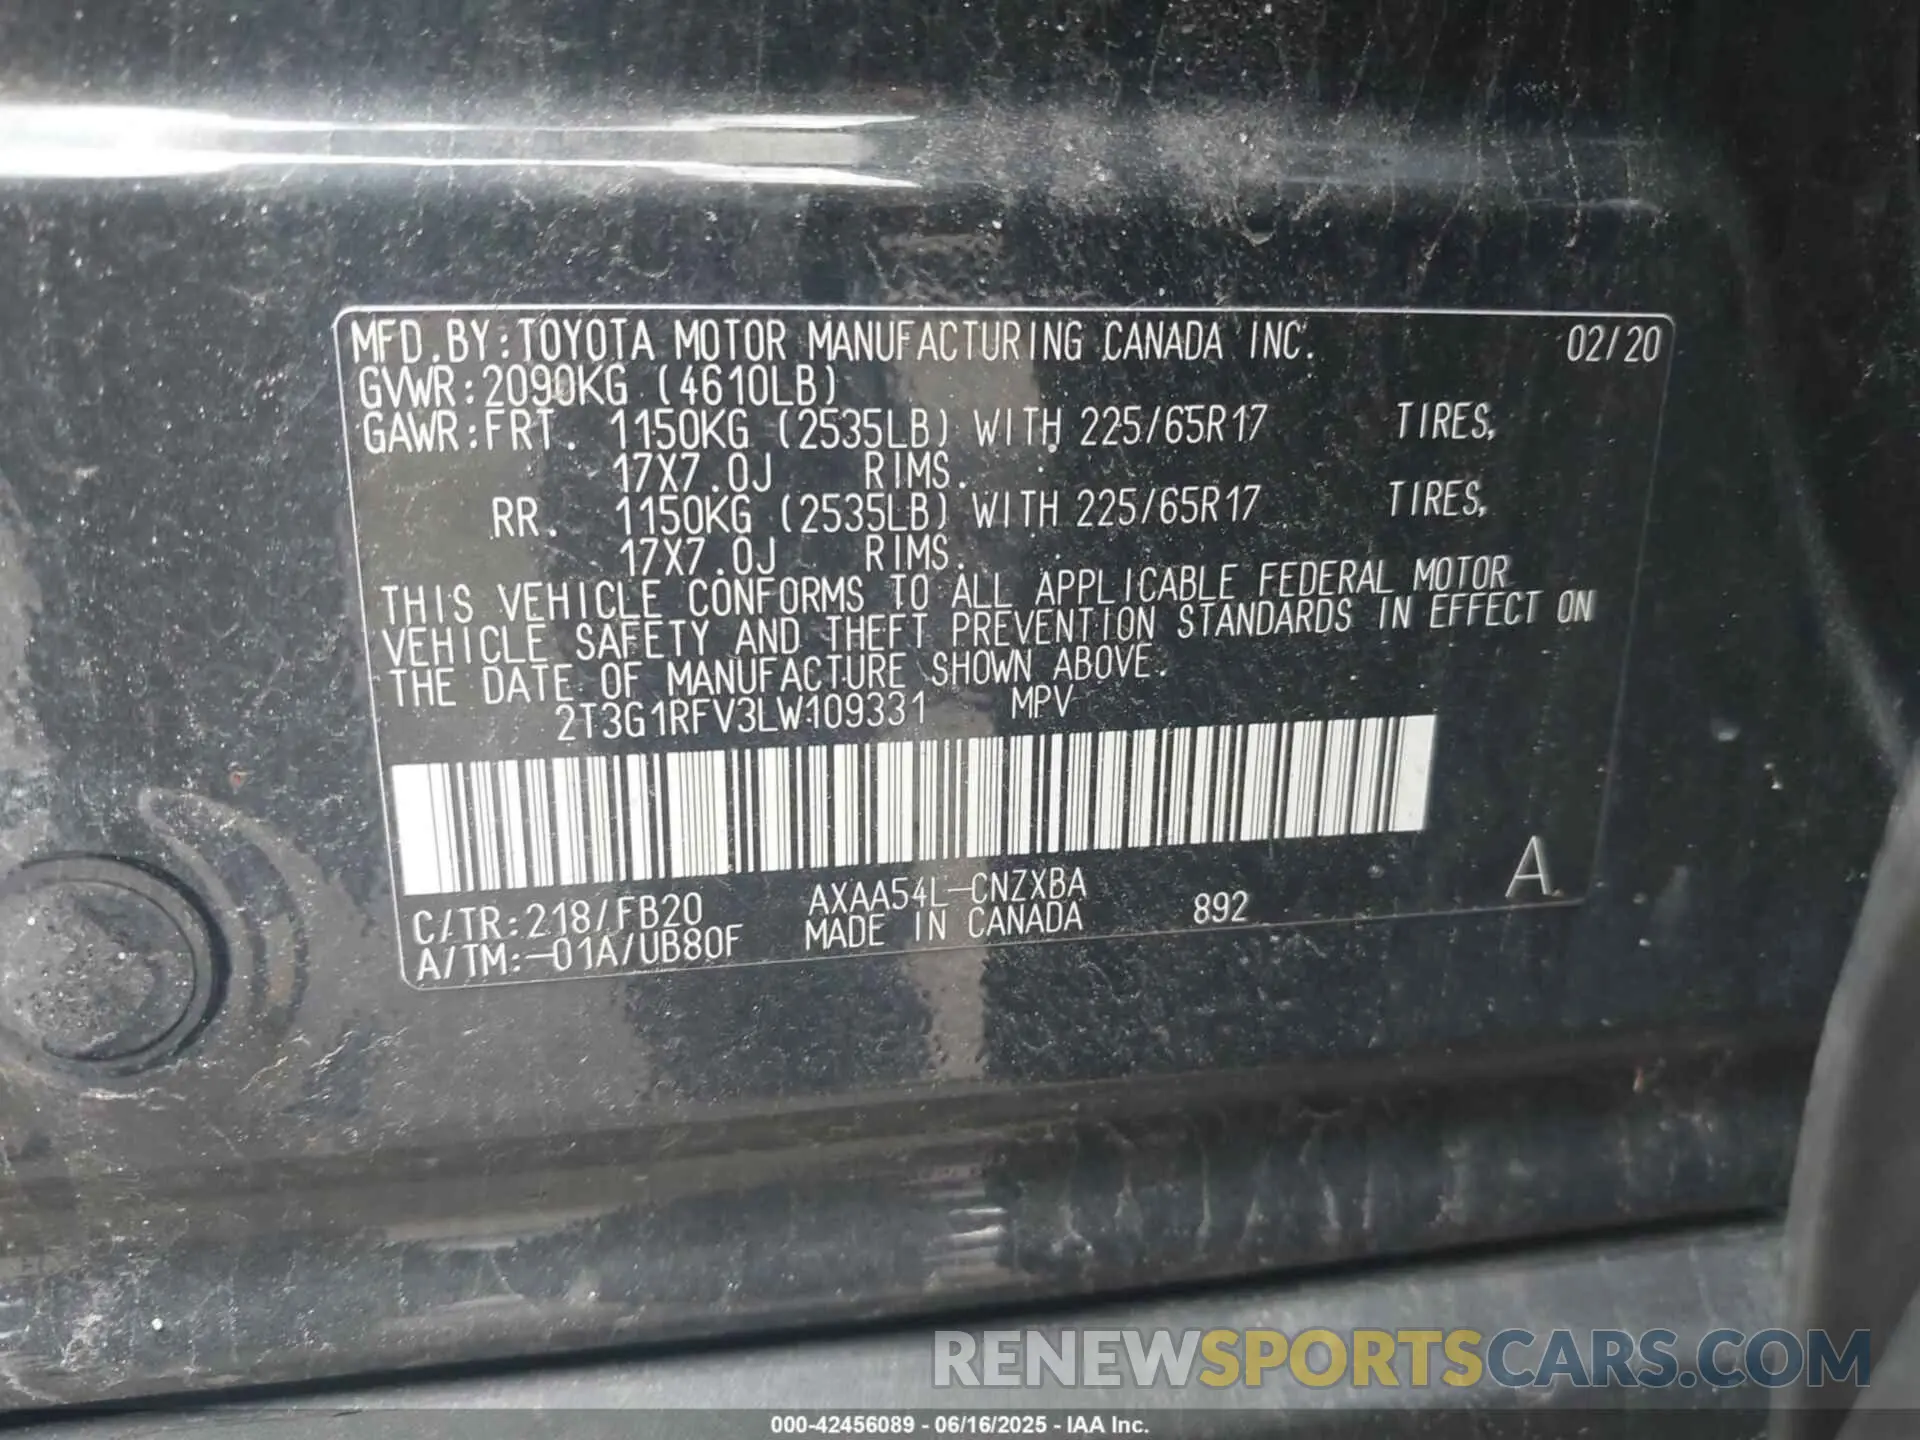 MFD.BY:TOYOTA MOTOR MANUFACTURING CANADA INC. 02/20
GVWR:2090KG (4610LB)
GAWR:FRT. 1150KG (2535LB) WITH 225/65R17 TIRES,
17X7.0J RIMS.
RR. 1150KG (2535LB) WITH 225/65R17 TIRES,
17X7.0J RIMS.
THIS VEHICLE CONFORMS TO ALL APPLICABLE FEDERAL MOTOR
VEHICLE SAFETY AND THEFT PREVENTION STANDARDS IN EFFECT ON
THE DATE OF MANUFACTURE SHOWN ABOVE.
2T3G1RFV3LW109331 MPV
C/TR:218/FB20 AXAA54L-CNZXBA 892 A
A/TM:-01A/UB80F MADE IN CANADA
RENEWSPORTSCARS.COM
000-42456089 - 06/16/2025 - IAA Inc.